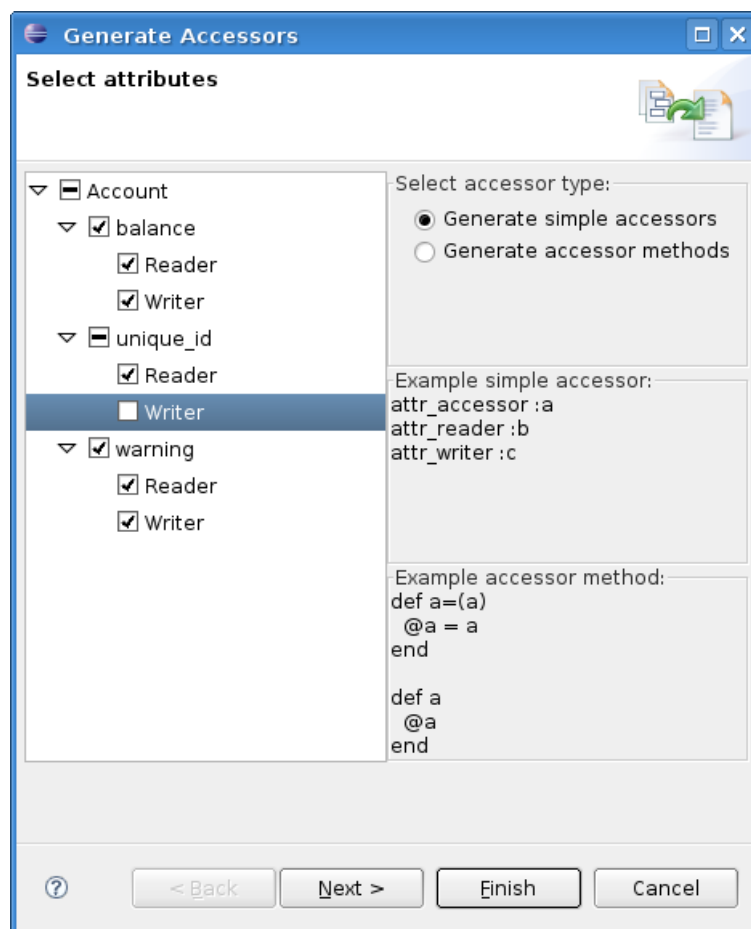 Generate Accessors
Select attributes
Account
balance
Reader
Writer
unique_id
Reader
Writer
warning
Reader
Writer
Select accessor type:
Generate simple accessors
Generate accessor methods
Example simple accessor:
attr_accessor :a
attr_reader :b
attr_writer :c
Example accessor method:
def a=(a)
@a = a
end
def a
@a
end
?
< Back
Next >
Finish
Cancel